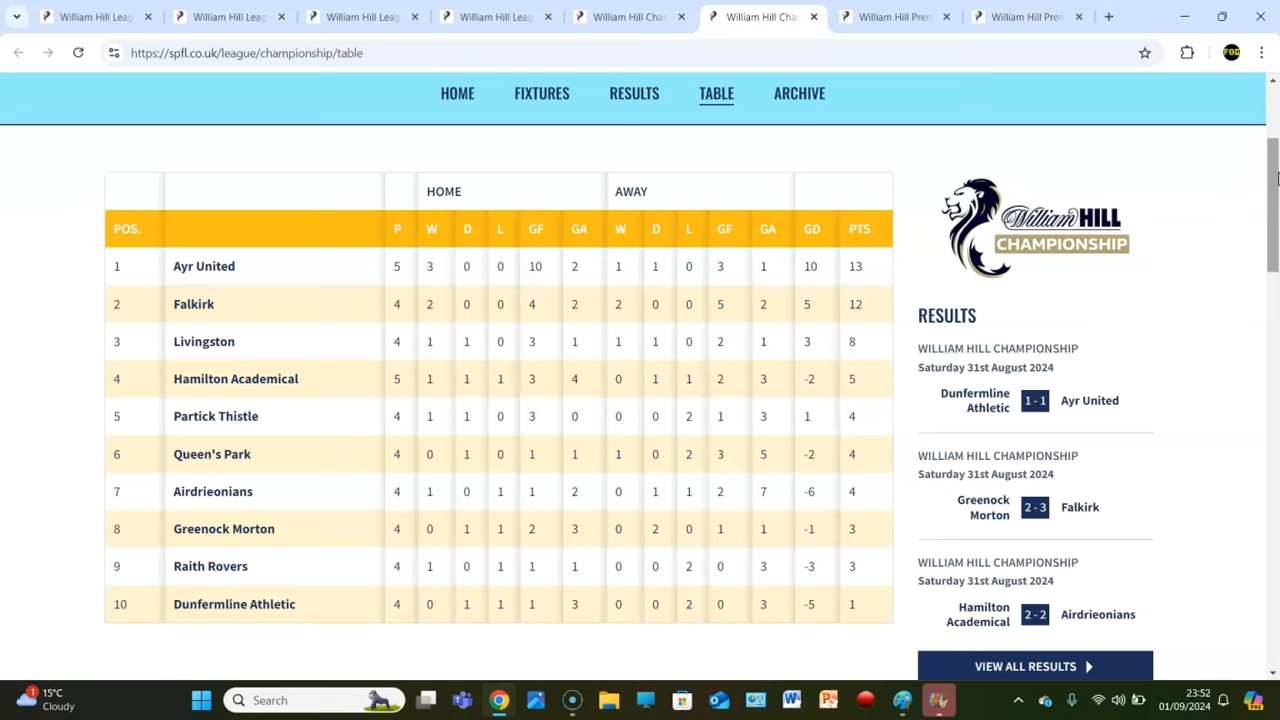 William Hill Leag
William Hill Leag
William Hill Leag
William Hill Leag
William Hill Cha
William Hill Cha
William Hill Prem
William Hill Prem
https://spfl.co.uk/league/championship/table
HOME FIXTURES RESULTS TABLE ARCHIVE
HOME AWAY
POS. P W D L GF GA W D L GF GA GD PTS
1 Ayr United 5 3 0 0 10 2 1 1 0 3 1 10 13
2 Falkirk 4 2 0 0 4 2 2 0 0 5 2 5 12
3 Livingston 4 1 1 0 3 1 1 1 0 2 1 3 8
4 Hamilton Academical 5 1 1 1 3 4 0 1 1 2 3 -2 5
5 Partick Thistle 4 1 1 0 3 0 0 0 2 1 3 1 4
6 Queen's Park 4 0 1 0 1 1 1 0 2 3 5 -2 4
7 Airdrieonians 4 1 0 1 1 2 0 1 1 2 7 -6 4
8 Greenock Morton 4 0 1 1 2 3 0 2 0 1 1 -1 3
9 Raith Rovers 4 1 0 1 1 1 0 0 2 0 3 -3 3
10 Dunfermline Athletic 4 0 1 1 1 3 0 0 2 0 3 -5 1
William HILL
CHAMPIONSHIP
RESULTS
WILLIAM HILL CHAMPIONSHIP
Saturday 31st August 2024
Dunfermline
Athletic 1 - 1 Ayr United
WILLIAM HILL CHAMPIONSHIP
Saturday 31st August 2024
Greenock
Morton 2 - 3 Falkirk
WILLIAM HILL CHAMPIONSHIP
Saturday 31st August 2024
Hamilton
Academical 2 - 2 Airdrieonians
VIEW ALL RESULTS
1 15°C
Cloudy
Search
23:52
01/09/2024